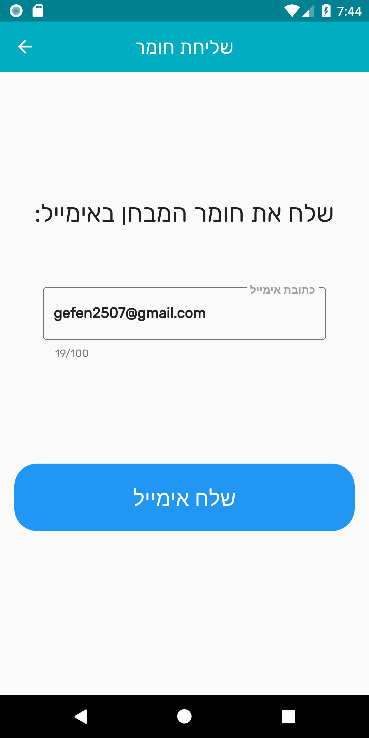 7:44
שליחת חומר
שלח את חומר המבחן באימייל:
כתובת אימייל
gefen2507@gmail.com
19/100
שלח אימייל